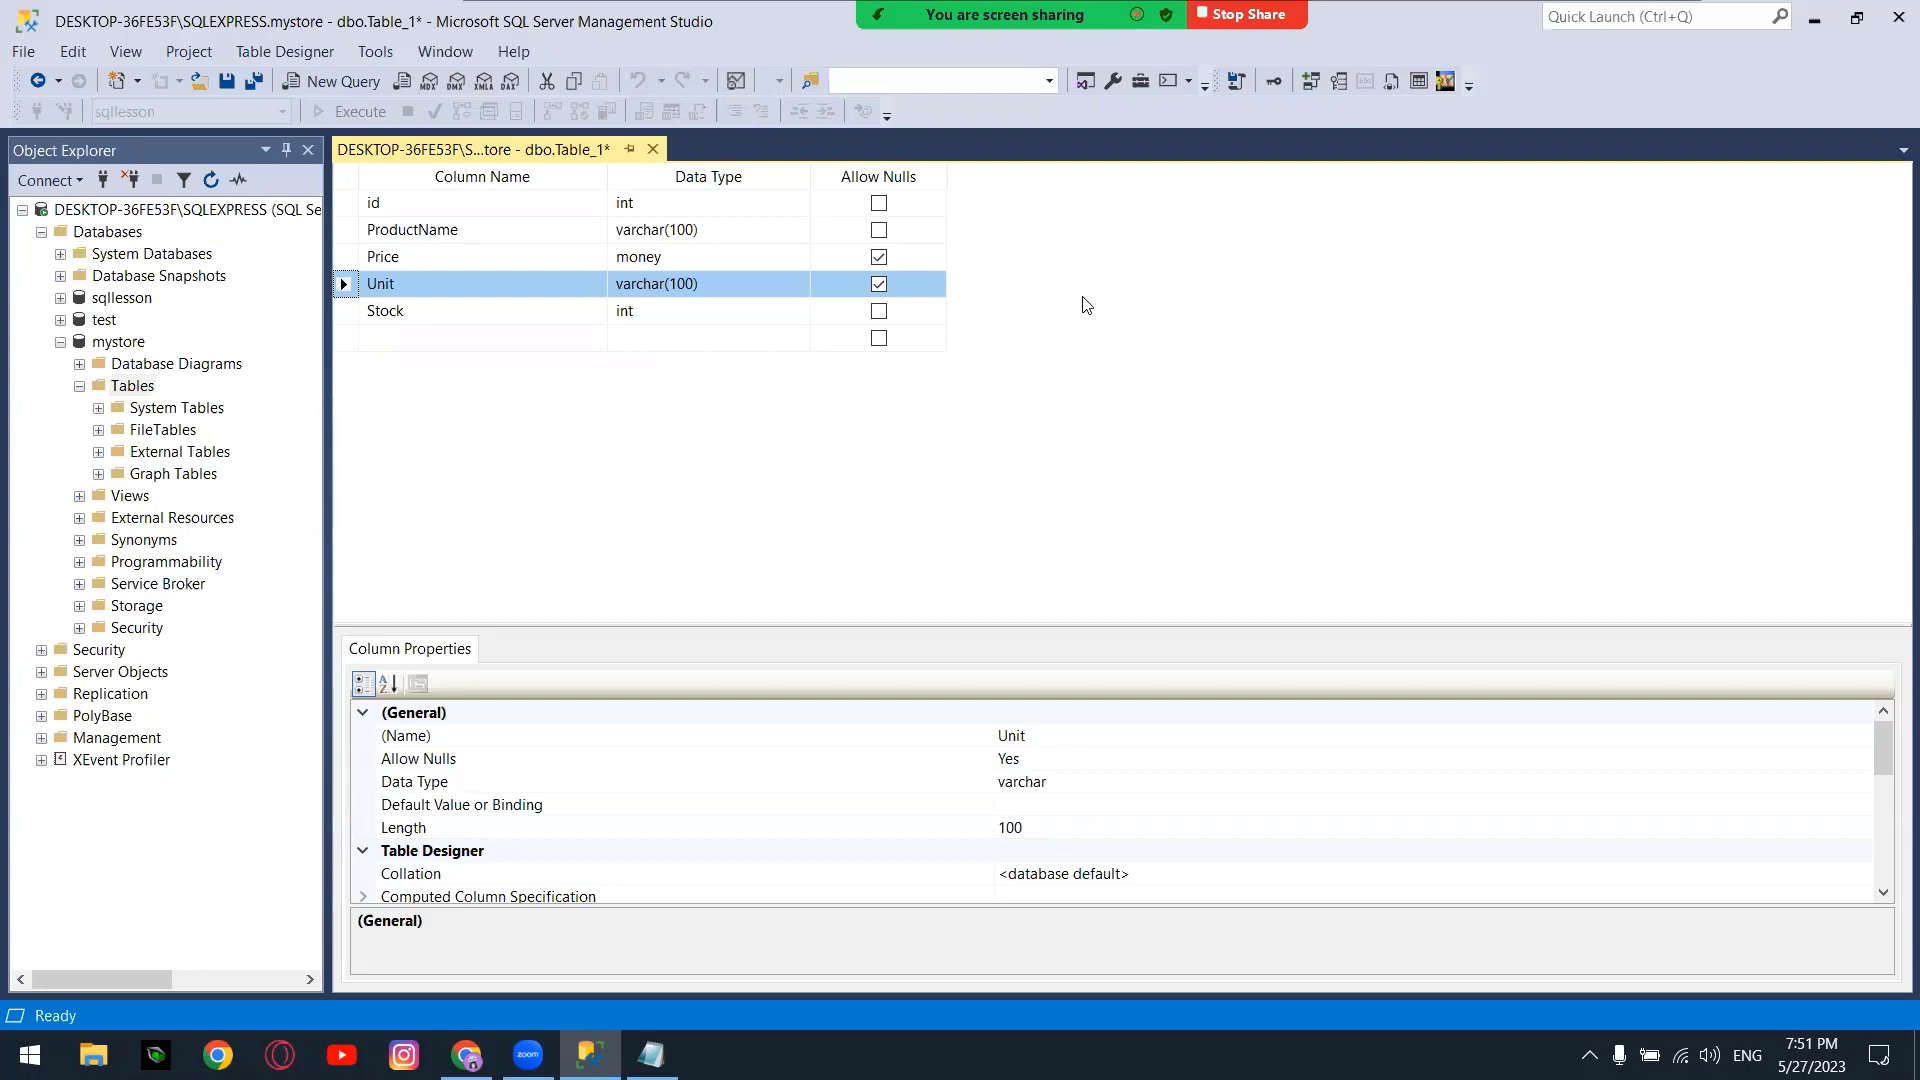 DESKTOP-36FE53F\SQLEXPRESS.mystore - dbo.Table_1* - Microsoft SQL Server Management Studio
You are screen sharing
Stop Share
Quick Launch (Ctrl+Q)
File Edit View Project Table Designer Tools Window Help
New Query
MDX DMX XMLA DAX
sqllesson
Execute
Object Explorer
DESKTOP-36FE53F\S...tore - dbo.Table_1*
Connect
Column Name Data Type Allow Nulls
id int
ProductName varchar(100)
Price money
Unit varchar(100)
Stock int
DESKTOP-36FE53F\SQLEXPRESS (SQL Se
Databases
System Databases
Database Snapshots
sqllesson
test
mystore
Database Diagrams
Tables
System Tables
FileTables
External Tables
Graph Tables
Views
External Resources
Synonyms
Programmability
Service Broker
Storage
Security
Security
Server Objects
Replication
PolyBase
Management
XEvent Profiler
Column Properties
(General)
(Name) Unit
Allow Nulls Yes
Data Type varchar
Default Value or Binding
Length 100
Table Designer
Collation <database default>
Computed Column Specification
(General)
Ready
zoom
ENG
7:51 PM
5/27/2023